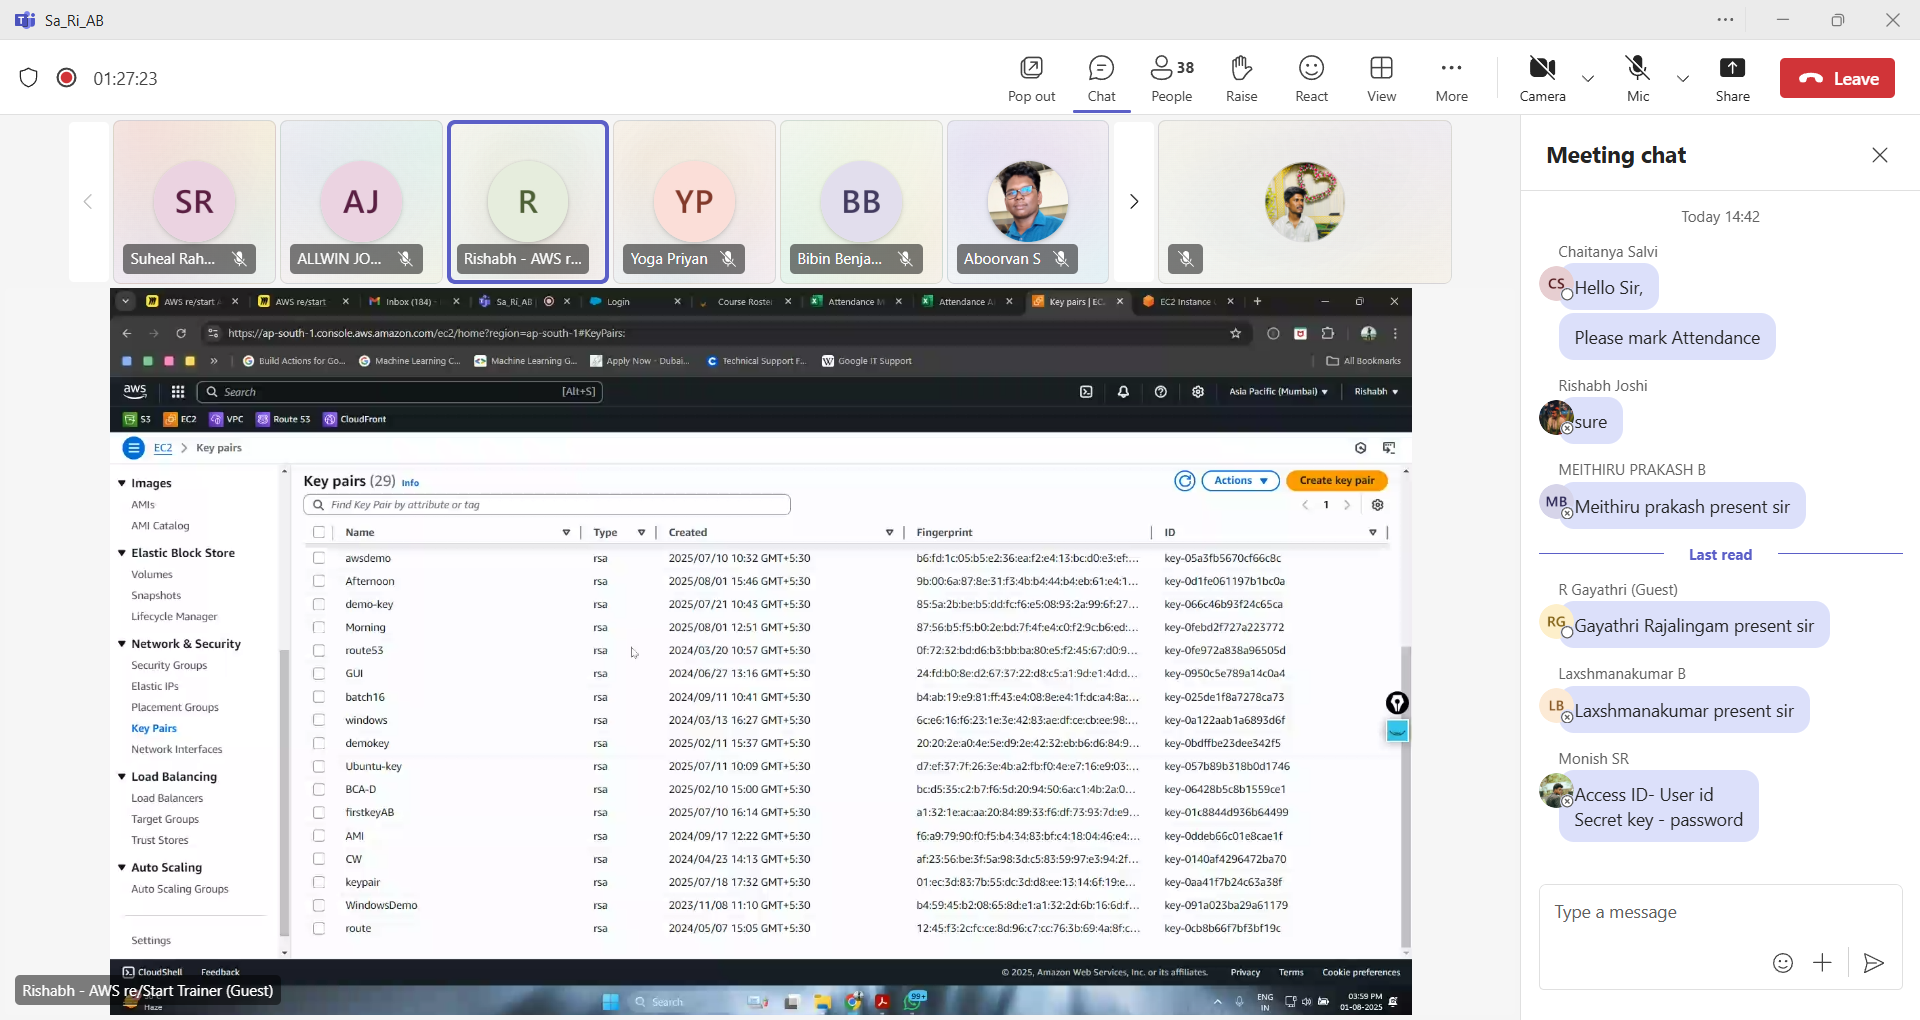 Sa_Ri_AB
01:27:23
Pop out
Chat
38
People
Raise
React
View
More
Camera
Mic
Share
Leave
SR
Suheal Rah...
AJ
ALLWIN JO...
R
Rishabh - AWS r...
YP
Yoga Priyan
BB
Bibin Benja...
Aboorvan S
AWS re/start
AWS re/start
Inbox (184) -
Sa_Ri_AB
Login
Course Roste
Attendance M
Attendance A
Key pairs | EC
EC2 Instance
https://ap-south-1.console.aws.amazon.com/ec2/home?region=ap-south-1#KeyPairs:
Build Actions for Go...
Machine Learning C...
Machine Learning G...
Apply Now - Dubai...
Technical Support F...
Google IT Support
All Bookmarks
aws
Search
[Alt+S]
Asia Pacific (Mumbai)
Rishabh
S3
EC2
VPC
Route 53
CloudFront
EC2 > Key pairs
Images
AMIs
AMI Catalog
Elastic Block Store
Volumes
Snapshots
Lifecycle Manager
Network & Security
Security Groups
Elastic IPs
Placement Groups
Key Pairs
Network Interfaces
Load Balancing
Load Balancers
Target Groups
Trust Stores
Auto Scaling
Auto Scaling Groups
Settings
Key pairs (29) Info
Actions
Create key pair
Find Key Pair by attribute or tag
1
Name Type Created Fingerprint ID
awsdemo rsa 2025/07/10 10:32 GMT+5:30 b6:fd:1c:05:b5:e2:36:ea:f2:e4:13:bc:d0:e3:ef:... key-05a3fb5670cf66c8c
Afternoon rsa 2025/08/01 15:46 GMT+5:30 9b:00:6a:87:8e:31:f3:4b:b4:44:b4:eb:61:e4:1... key-0d1fe061197b1bc0a
demo-key rsa 2025/07/21 10:43 GMT+5:30 85:5a:2b:be:b5:dd:fc:f6:e5:08:93:2a:99:6f:27... key-066c46b93f24c65ca
Morning rsa 2025/08/01 12:51 GMT+5:30 87:56:b5:f5:b0:2e:bd:7f:4f:e4:c0:f2:9c:b6:ed:... key-0febd2f727a223772
route53 rsa 2024/03/20 10:57 GMT+5:30 0f:72:32:bd:d6:b3:bb:ba:80:e5:f2:45:67:d0:9... key-0fe972a838a96505d
GUI rsa 2024/06/27 13:16 GMT+5:30 24:fd:b0:8e:d2:67:37:22:d8:c5:a1:9d:e1:4d:d... key-0950c5e789a14c0a4
batch16 rsa 2024/09/11 10:41 GMT+5:30 b4:ab:19:e9:81:ff:43:e4:08:8e:e4:1f:dc:a4:8a:... key-025de1f8a7278ca73
windows rsa 2024/03/13 16:27 GMT+5:30 6c:e6:16:f6:23:1e:3e:42:83:ae:df:ce:cb:ee:98:... key-0a122aab1a6893d6f
demokey rsa 2025/02/11 15:37 GMT+5:30 20:20:2e:a0:4e:5e:d9:2e:42:32:eb:b6:d6:84:9... key-0bdffbe23dee342f5
Ubuntu-key rsa 2025/07/11 10:09 GMT+5:30 d7:ef:37:7f:26:3e:4b:a2:fb:f0:4e:e7:16:e9:03:... key-057b89b318b0d1746
BCA-D rsa 2025/02/10 15:00 GMT+5:30 bc:d5:35:c2:b7:f6:5d:20:94:50:6a:c1:4b:2a:0... key-06428b5c8b1559ce1
firstkeyAB rsa 2025/07/10 16:14 GMT+5:30 a1:32:1e:ac:aa:20:84:89:33:f6:df:73:93:7d:e9... key-01c8844d936b64499
AMI rsa 2024/09/17 12:22 GMT+5:30 f6:a9:79:90:f0:f5:b4:34:83:bf:c4:18:04:46:e4:... key-0ddeb66c01e8cae1f
CW rsa 2024/04/23 14:13 GMT+5:30 af:23:56:be:3f:5a:98:3d:c5:83:59:97:e3:94:2f... key-0140af4296472ba70
keypair rsa 2025/07/18 17:32 GMT+5:30 01:ec:3d:83:7b:55:dc:3d:d8:ee:13:14:6f:19:e... key-0aa41f7b24c63a38f
WindowsDemo rsa 2023/11/08 11:10 GMT+5:30 b4:59:45:b2:08:65:8d:e1:a1:32:2d:6b:16:6d:f... key-091a023ba29a61179
route rsa 2024/05/07 15:05 GMT+5:30 12:45:f3:2c:fc:ce:8d:96:c7:cc:76:3b:69:4a:8f:c... key-0cb8b66f7bf3bf19c
CloudShell
Feedback
© 2025, Amazon Web Services, Inc. or its affiliates.
Privacy
Terms
Cookie preferences
Rishabh - AWS re/Start Trainer (Guest)
Haze
Search
99+
ENG
IN
03:59 PM
01-08-2025
Meeting chat
Today 14:42
Chaitanya Salvi
CS
Hello Sir,
Please mark Attendance
Rishabh Joshi
sure
MEITHIRU PRAKASH B
MB
Meithiru prakash present sir
Last read
R Gayathri (Guest)
RG
Gayathri Rajalingam present sir
Laxshmanakumar B
LB
Laxshmanakumar present sir
Monish SR
Access ID- User id
Secret key - password
Type a message